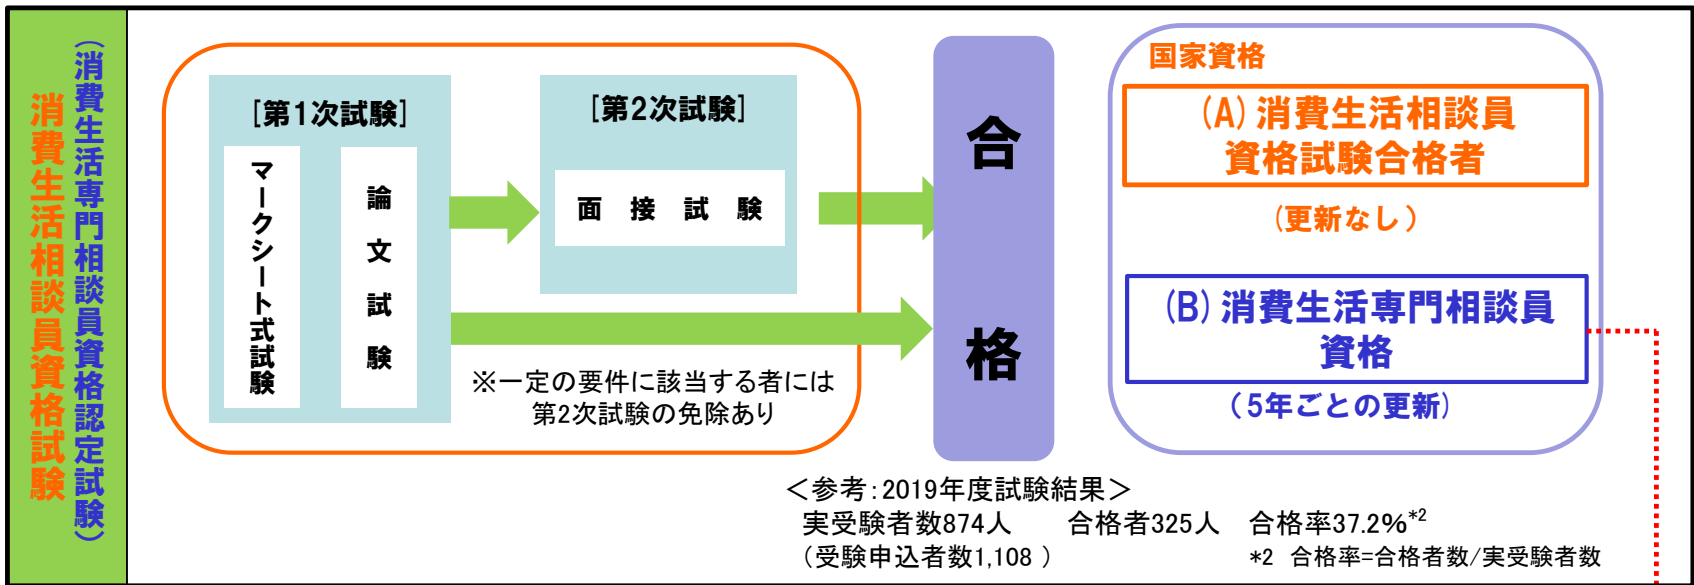 消費生活相談員資格試験
(消費生活専門相談員資格認定試験)
[第1次試験]
マークシート式試験
論文試験
[第2次試験]
面接試験
※一定の要件に該当する者には
第2次試験の免除あり
合格
国家資格
(A)消費生活相談員
資格試験合格者
(更新なし)
(B)消費生活専門相談員
資格
(5年ごとの更新)
＜参考:2019年度試験結果＞
実受験者数874人 合格者325人 合格率37.2%*2
(受験申込者数1,108 ) *2 合格率=合格者数/実受験者数